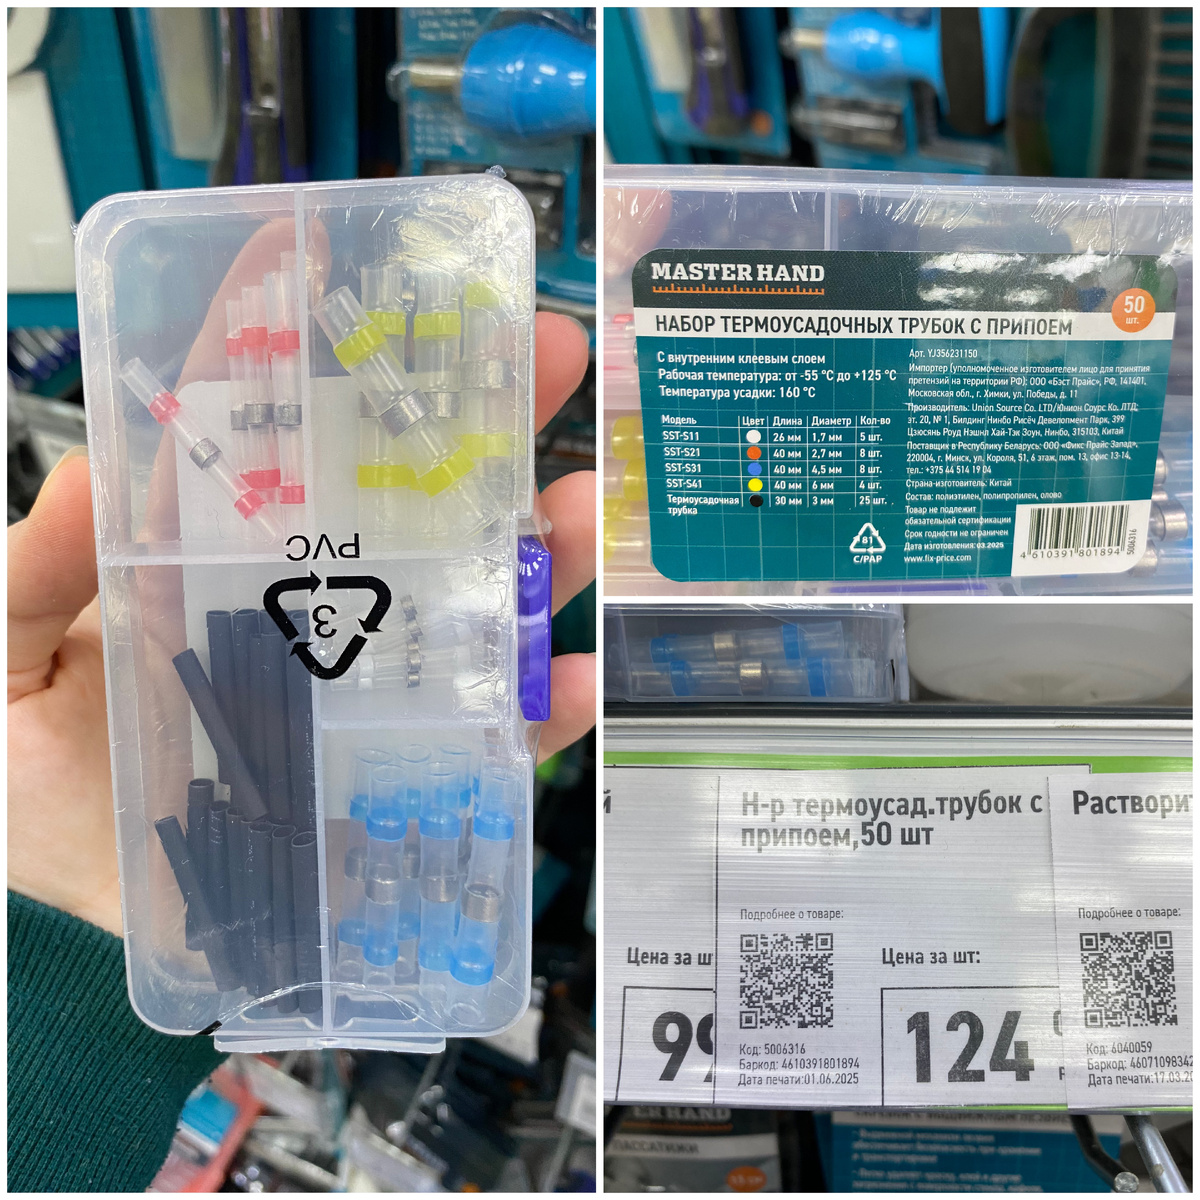 PVC
3
MASTER HAND
НАБОР ТЕРМОУСАДОЧНЫХ ТРУБОК С ПРИПОЕМ
50
шт.
С внутренним клеевым слоем
Рабочая температура: от -55 °С до +125 °С
Температура усадки: 160 °С
Модель Цвет Длина Диаметр Кол-во
SST-S11 26 мм 1,7 мм 5 шт.
SST-S21 40 мм 2,7 мм 8 шт.
SST-S31 40 мм 4,5 мм 8 шт.
SST-S41 40 мм 6 мм 4 шт.
Термоусадочная 30 мм 3 мм 25 шт.
трубка
Арт. YJ356231150
Импортер (уполномоченное изготовителем лицо для принятия
претензий на территории РФ): ООО «Бэст Прайс», РФ, 141401,
Московская обл., г. Химки, ул. Победы, д. 11
Производитель: Union Source Co. LTD/Юнион Соурс Ко. ЛТД;
эт. 20, № 1, Билдинг Нинбо Рисёч Девелопмент Парк, 399
Цзюсянь Роуд Нэшнл Хай-Тэк Зоун, Нинбо, 315103, Китай
Поставщик в Республику Беларусь: ООО «Фикс Прайс Запад»,
220004, г. Минск, ул. Короля, 51, 6 этаж, пом. 13, офис 13-14,
тел.: +375 44 514 19 04
Страна-изготовитель: Китай
Состав: полиэтилен, полипропилен, олово
Товар не подлежит
обязательной сертификации
Срок годности не ограничен
Дата изготовления:03.2025
www.fix-price.com
81
C/PAP
4 610391 801894
5006316
й
Н-р термоусад.трубок с
припоем,50 шт
Раствори
Подробнее о товаре:
Подробнее о товаре:
Цена за ш
Цена за шт:
99
124
Код: 5006316
Баркод: 4610391801894
Дата печати:01.06.2025
Код: 6040059
Баркод: 46071098342
Дата печати:17.03.20
ER HAND
ПАССАТИЖИ